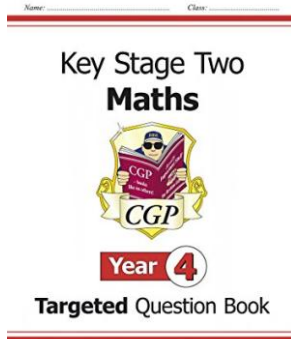 Name: Class:
Key Stage Two
Maths
CGP
CGP
Year 4
Targeted Question Book